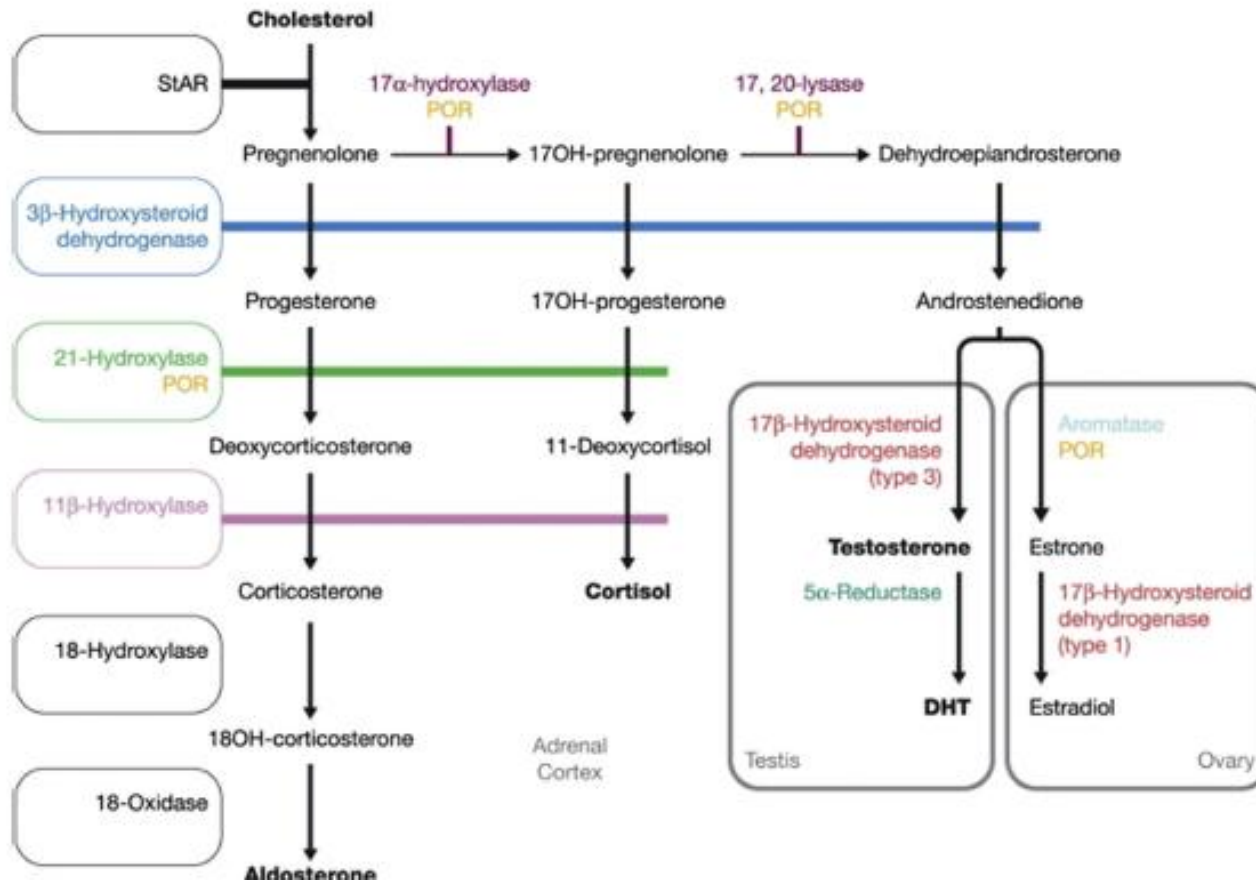 Cholesterol
StAR
17α-hydroxylase
POR
17, 20-lysase
POR
Pregnenolone
17OH-pregnenolone
Dehydroepiandrosterone
3β-Hydroxysteroid
dehydrogenase
Progesterone
17OH-progesterone
Androstenedione
21-Hydroxylase
POR
Deoxycorticosterone
11-Deoxycortisol
17β-Hydroxysteroid
dehydrogenase
(type 3)
Aromatase
POR
11β-Hydroxylase
Testosterone
Estrone
Corticosterone
Cortisol
5α-Reductase
17β-Hydroxysteroid
dehydrogenase
(type 1)
18-Hydroxylase
DHT
Estradiol
18OH-corticosterone
Adrenal
Cortex
Testis
Ovary
18-Oxidase
Aldosterone